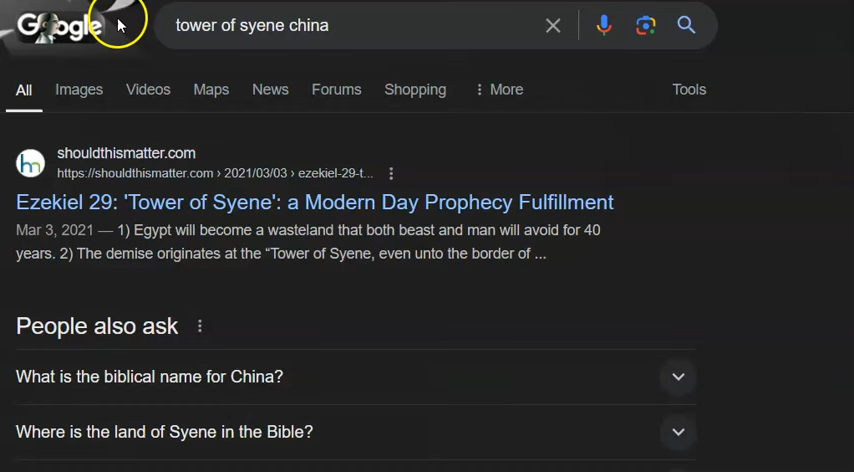 Google
tower of syene china
All Images Videos Maps News Forums Shopping More Tools
shouldthismatter.com
https://shouldthismatter.com › 2021/03/03 › ezekiel-29-t...
Ezekiel 29: 'Tower of Syene': a Modern Day Prophecy Fulfillment
Mar 3, 2021 — 1) Egypt will become a wasteland that both beast and man will avoid for 40
years. 2) The demise originates at the “Tower of Syene, even unto the border of ...
People also ask
What is the biblical name for China?
Where is the land of Syene in the Bible?